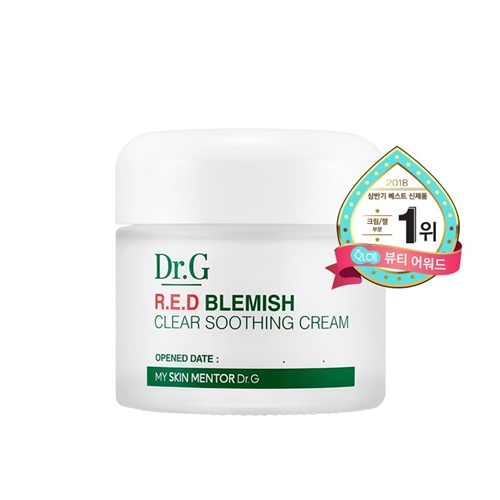 Dr.G
R.E.D BLEMISH
CLEAR SOOTHING CREAM
OPENED DATE : . .
MY SKIN MENTOR Dr.G
2018
상반기 베스트 신제품
크림/젤
부문
1위
뷰티 어워드